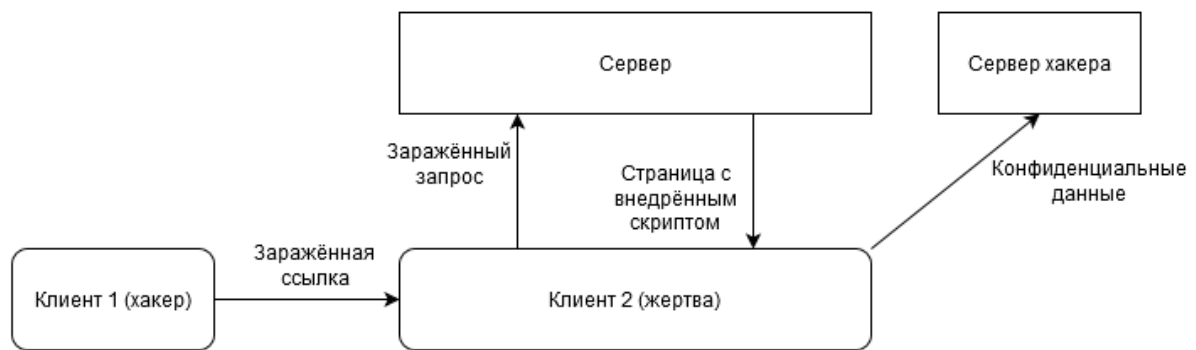 Сервер
Сервер хакера
Заражённый
запрос
Страница с
внедрённым
скриптом
Конфиденциальные
данные
Заражённая
ссылка
Клиент 1 (хакер)
Клиент 2 (жертва)